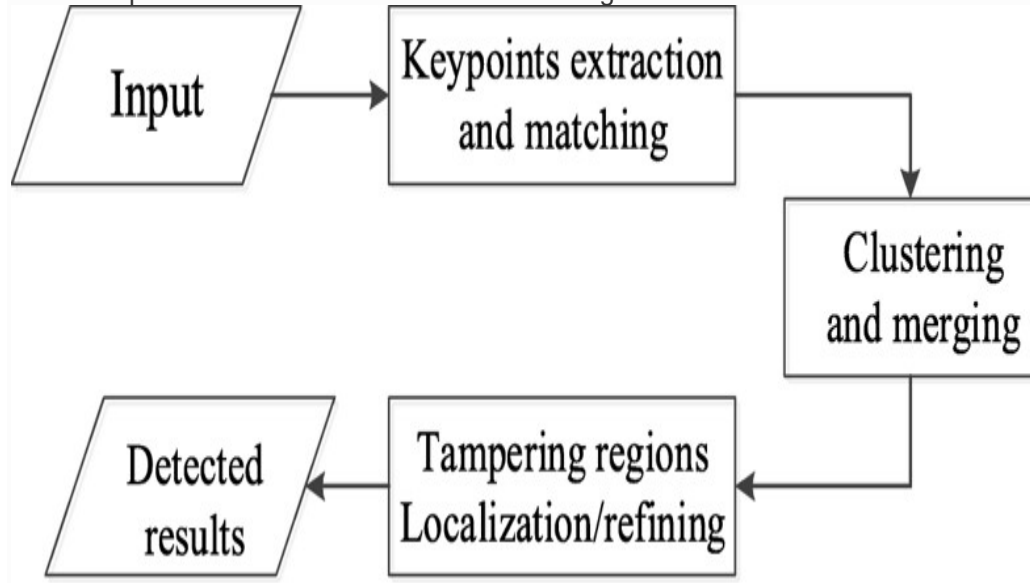 Input
Keypoints extraction
and matching
Clustering
and merging
Tampering regions
Localization/refining
Detected
results